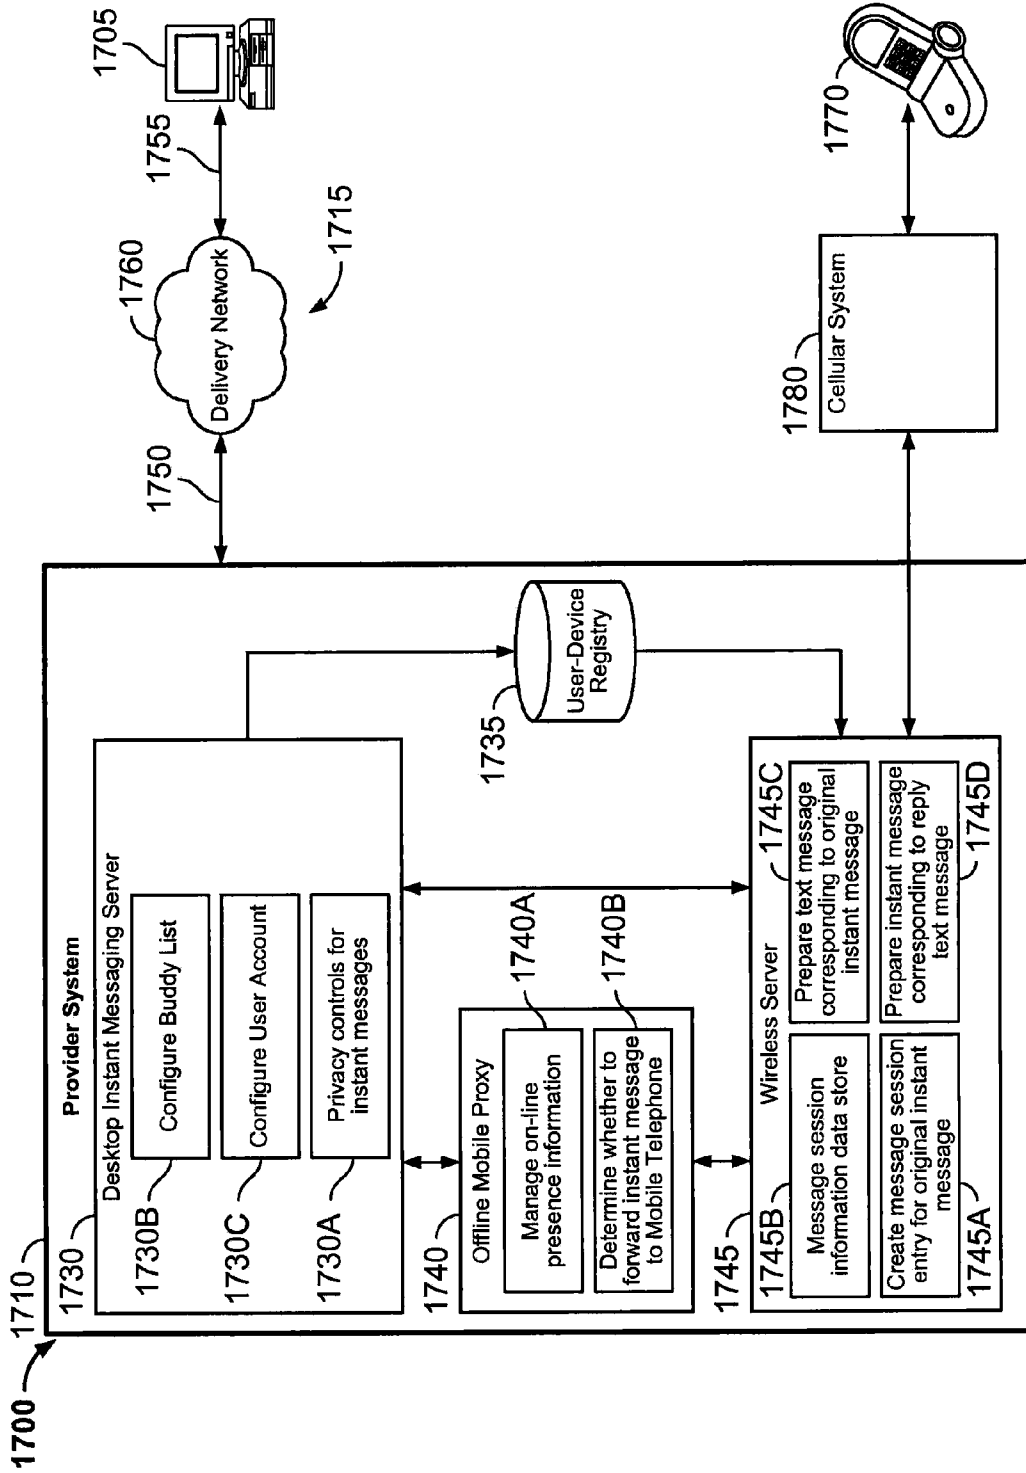 1700
1710
Provider System
1730
Desktop Instant Messaging Server
1730B
Configure Buddy List
1730C
Configure User Account
1730A
Privacy controls for
instant messages
1740
Offline Mobile Proxy
1740A
Manage on-line
presence information
1740B
Determine whether to
forward instant message
to Mobile Telephone
1735
User-Device
Registry
1745
Wireless Server
1745B
Message session
information data store
1745A
Create message session
entry for original instant
message
1745C
Prepare text message
corresponding to original
instant message
1745D
Prepare instant message
corresponding to reply
text message
1750
1760
Delivery Network
1715
1755
1705
1780
Cellular System
1770